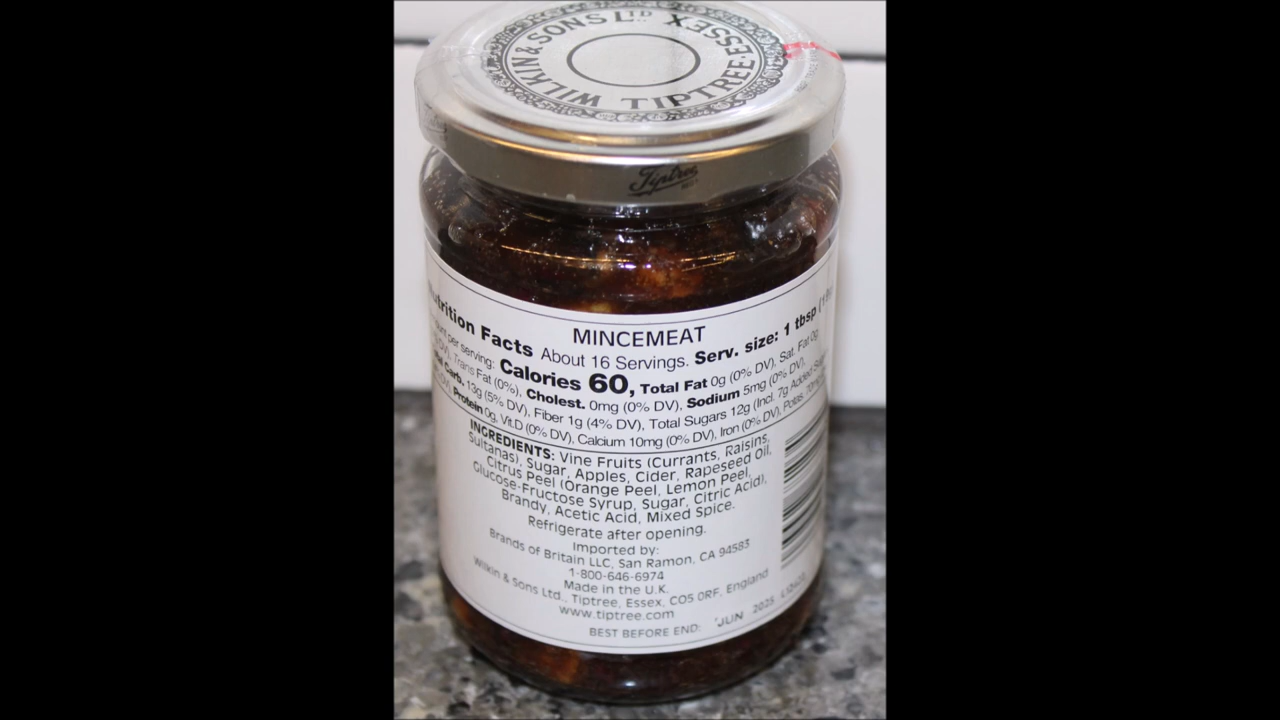 WILKIN & SONS LTD TIPTREE · ESSEX
Tiptree
MINCEMEAT
Nutrition Facts About 16 Servings. Serv. size: 1 tbsp
per serving: Calories 60, Total Fat 0g (0% DV), Sat. Fat 0g
Trans Fat (0%), Cholest. 0mg (0% DV), Sodium 5mg (0% DV),
Carb. 13g (5% DV), Fiber 1g (4% DV), Total Sugars 12g (Incl. 7g Added
Protein 0g, Vit.D (0% DV), Calcium 10mg (0% DV), Iron (0% DV), Potas.
INGREDIENTS: Vine Fruits (Currants, Raisins,
Sultanas), Sugar, Apples, Cider, Rapeseed Oil,
Citrus Peel (Orange Peel, Lemon Peel,
Glucose-Fructose Syrup, Sugar, Citric Acid),
Brandy, Acetic Acid, Mixed Spice.
Refrigerate after opening.
Imported by:
Brands of Britain LLC, San Ramon, CA 94583
1-800-646-6974
Made in the U.K.
Wilkin & Sons Ltd., Tiptree, Essex, CO5 0RF, England
www.tiptree.com
BEST BEFORE END: JUN 2025